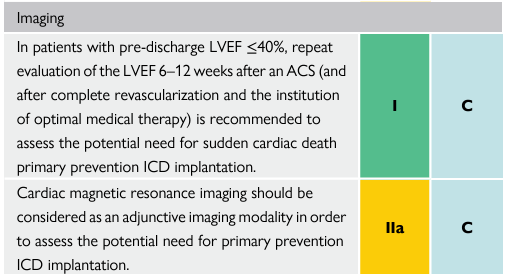 Imaging
In patients with pre-discharge LVEF ≤40%, repeat
evaluation of the LVEF 6–12 weeks after an ACS (and
after complete revascularization and the institution
of optimal medical therapy) is recommended to
assess the potential need for sudden cardiac death
primary prevention ICD implantation.
I
C
Cardiac magnetic resonance imaging should be
considered as an adjunctive imaging modality in order
to assess the potential need for primary prevention
ICD implantation.
IIa
C